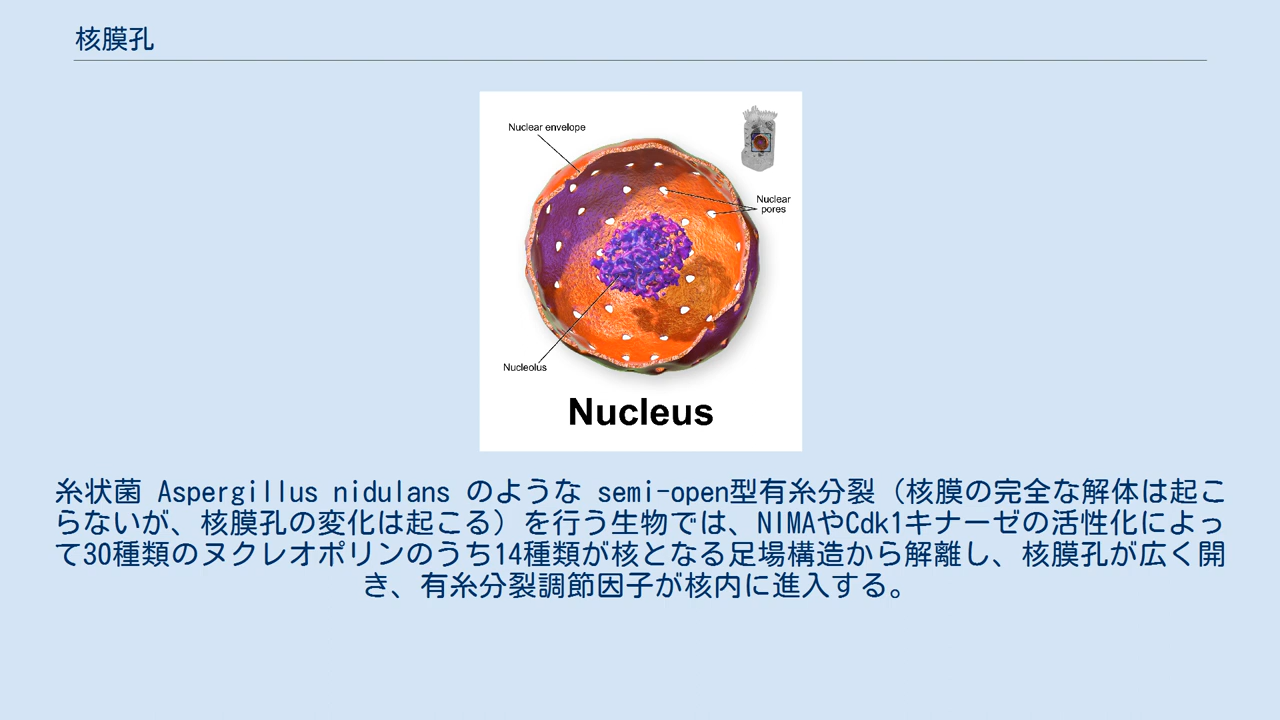 核膜孔
Nuclear envelope
Nuclear
pores
Nucleolus
Nucleus
糸状菌 Aspergillus nidulans のような semi-open型有糸分裂（核膜の完全な解体は起こ
らないが、核膜孔の変化は起こる）を行う生物では、NIMAやCdk1キナーゼの活性化によっ
て30種類のヌクレオポリンのうち14種類が核となる足場構造から解離し、核膜孔が広く開
き、有糸分裂調節因子が核内に進入する。